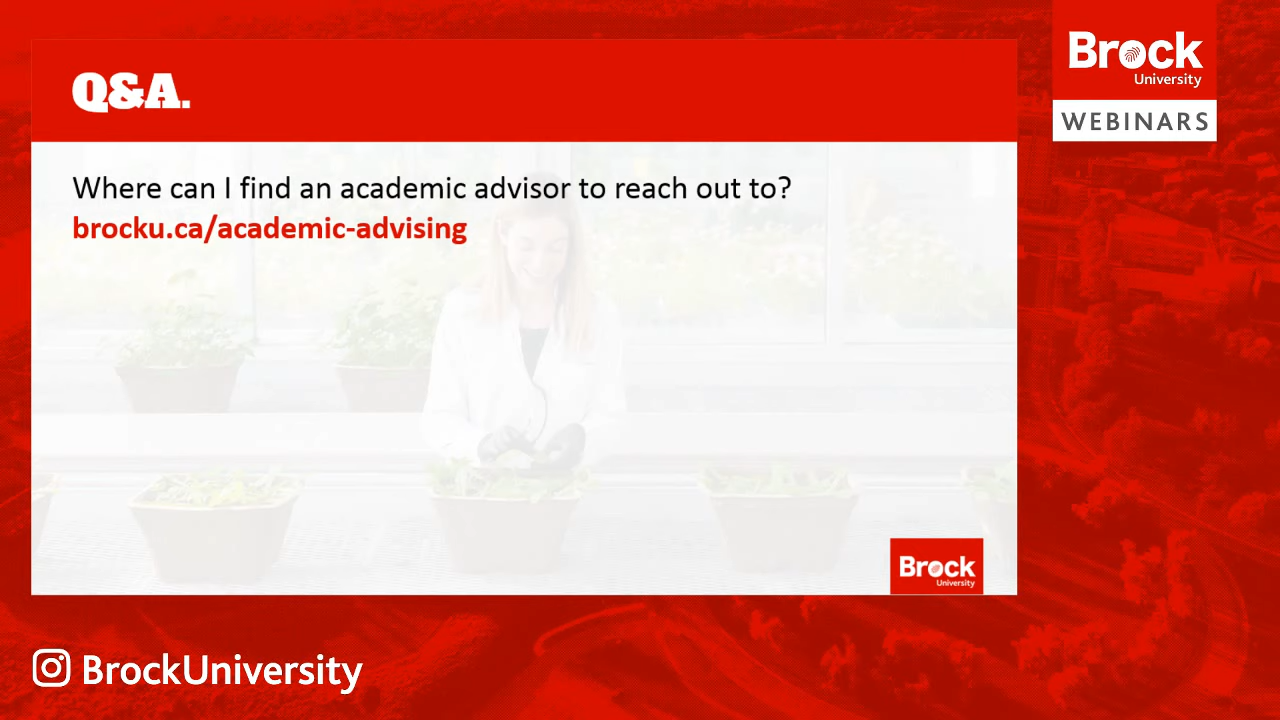 Q&A.
Where can I find an academic advisor to reach out to?
brocku.ca/academic-advising
Brock
University
WEBINARS
Brock
University
BrockUniversity